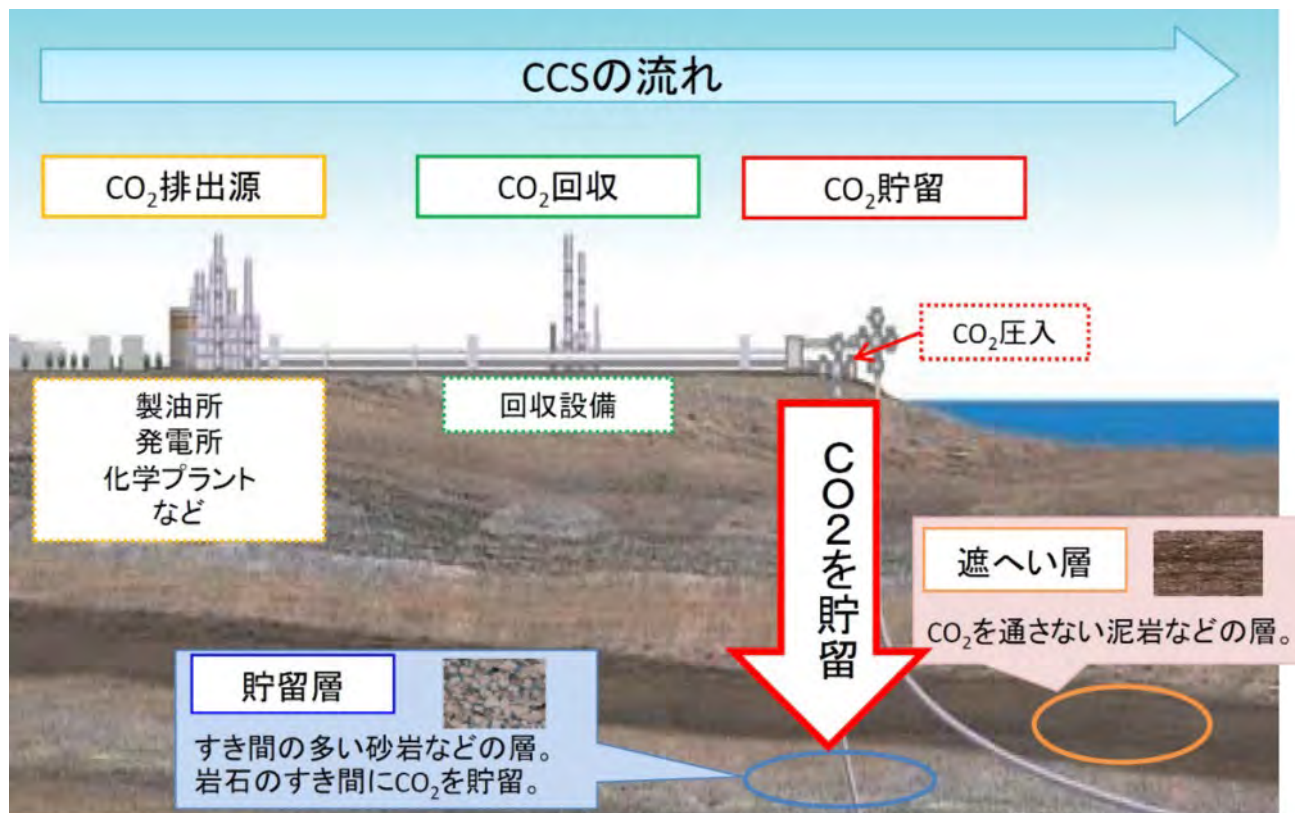 CCSの流れ
CO₂排出源
CO₂回収
CO₂貯留
CO₂圧入
製油所
発電所
化学プラント
など
回収設備
CO2を貯留
遮へい層
CO₂を通さない泥岩などの層。
貯留層
すき間の多い砂岩などの層。
岩石のすき間にCO₂を貯留。